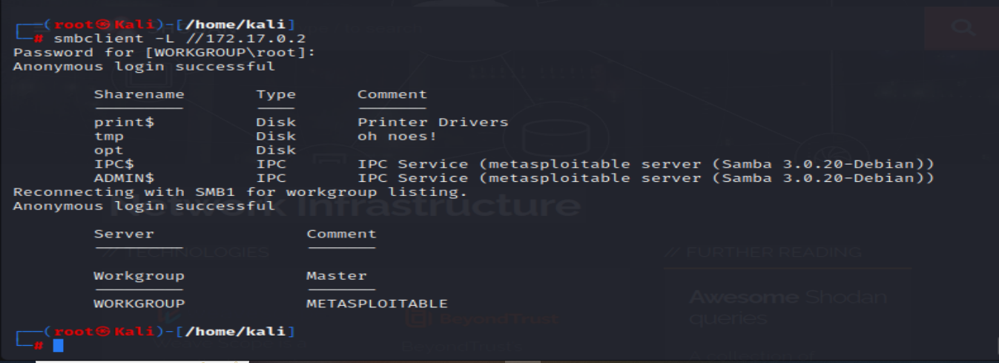 ┌──(root㉿Kali)-[/home/kali]
└─# smbclient -L //172.17.0.2
Password for [WORKGROUP\root]:
Anonymous login successful
Sharename Type Comment
print$ Disk Printer Drivers
tmp Disk oh noes!
opt Disk
IPC$ IPC IPC Service (metasploitable server (Samba 3.0.20-Debian))
ADMIN$ IPC IPC Service (metasploitable server (Samba 3.0.20-Debian))
Reconnecting with SMB1 for workgroup listing.
Anonymous login successful
Network Infrastructure
Server Comment
// TECHNOLOGIES // FURTHER READING
Workgroup Master
WORKGROUP METASPLOITABLE
Awesome Shodan
queries
BeyondTrust
┌──(root㉿Kali)-[/home/kali]
└─#
BeyondTrust's